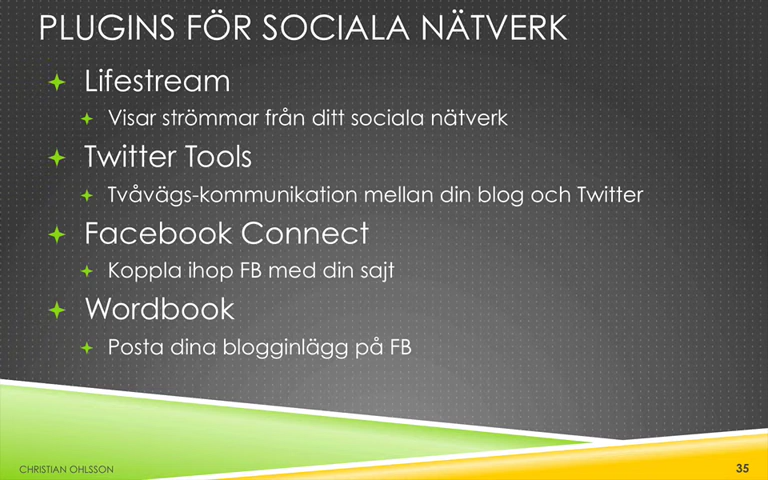 PLUGINS FÖR SOCIALA NÄTVERK
Lifestream
Visar strömmar från ditt sociala nätverk
Twitter Tools
Tvåvägs-kommunikation mellan din blog och Twitter
Facebook Connect
Koppla ihop FB med din sajt
Wordbook
Posta dina blogginlägg på FB
CHRISTIAN OHLSSON
35